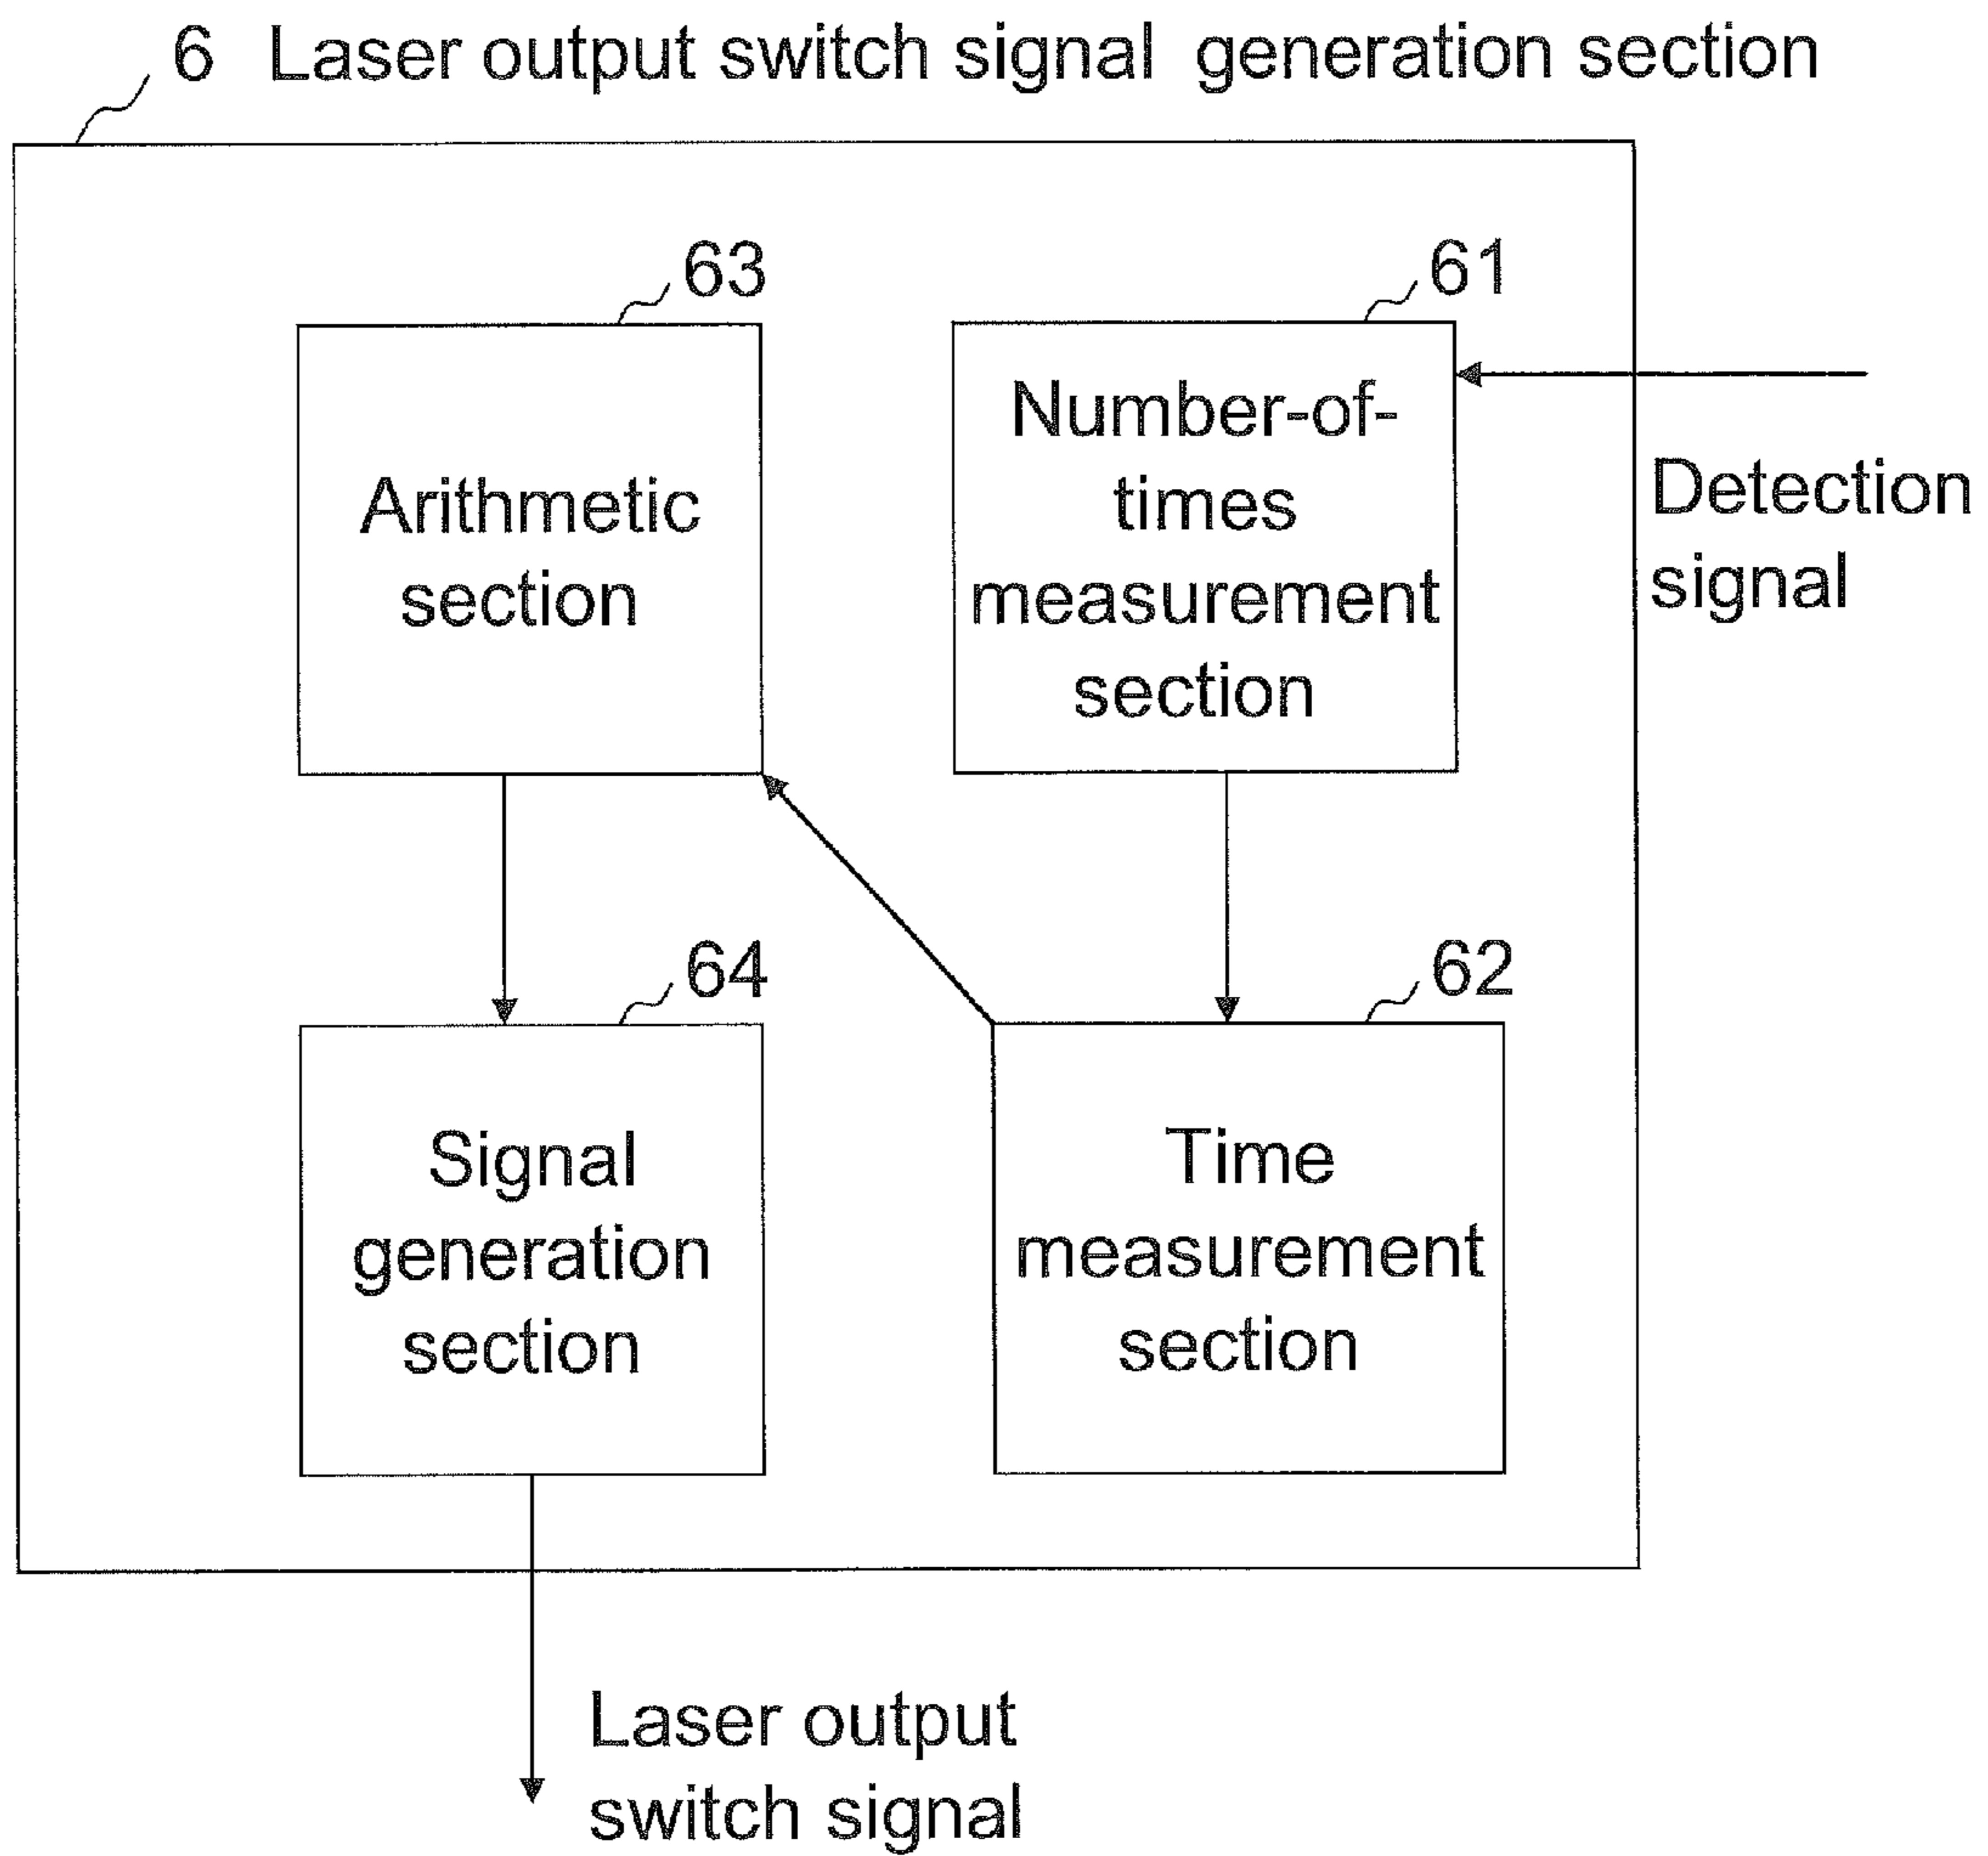 6 Laser output switch signal generation section
63
Arithmetic
section
61
Number-of-
times
measurement
section
Detection
signal
64
Signal
generation
section
62
Time
measurement
section
Laser output
switch signal